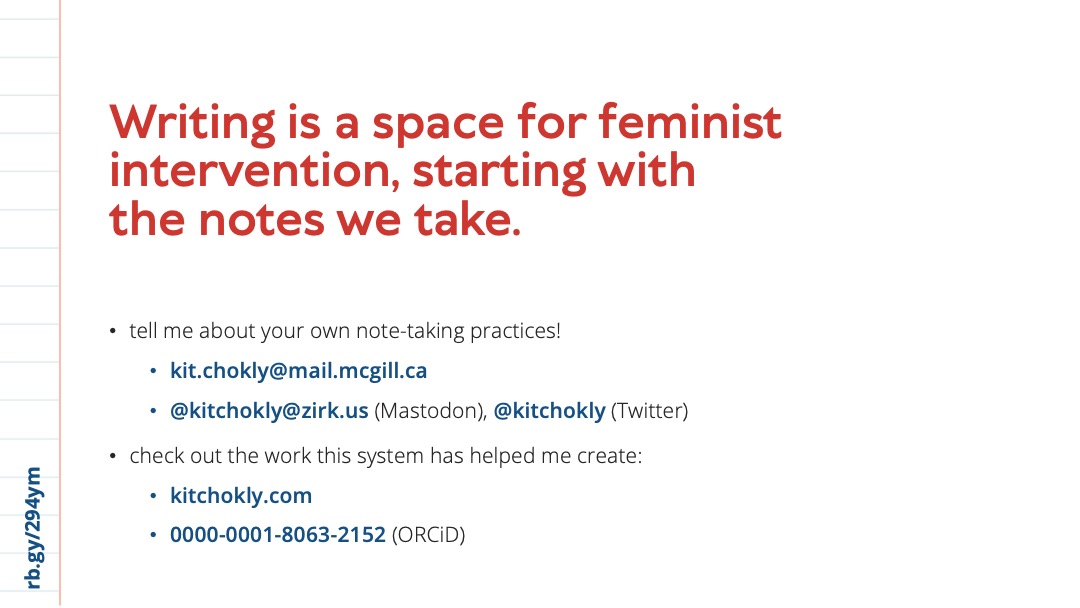 Writing is a space for feminist
intervention, starting with
the notes we take.
• tell me about your own note-taking practices!
• kit.chokly@mail.mcgill.ca
• @kitchokly@zirk.us (Mastodon), @kitchokly (Twitter)
• check out the work this system has helped me create:
• kitchokly.com
• 0000-0001-8063-2152 (ORCiD)
rb.gy/294ym